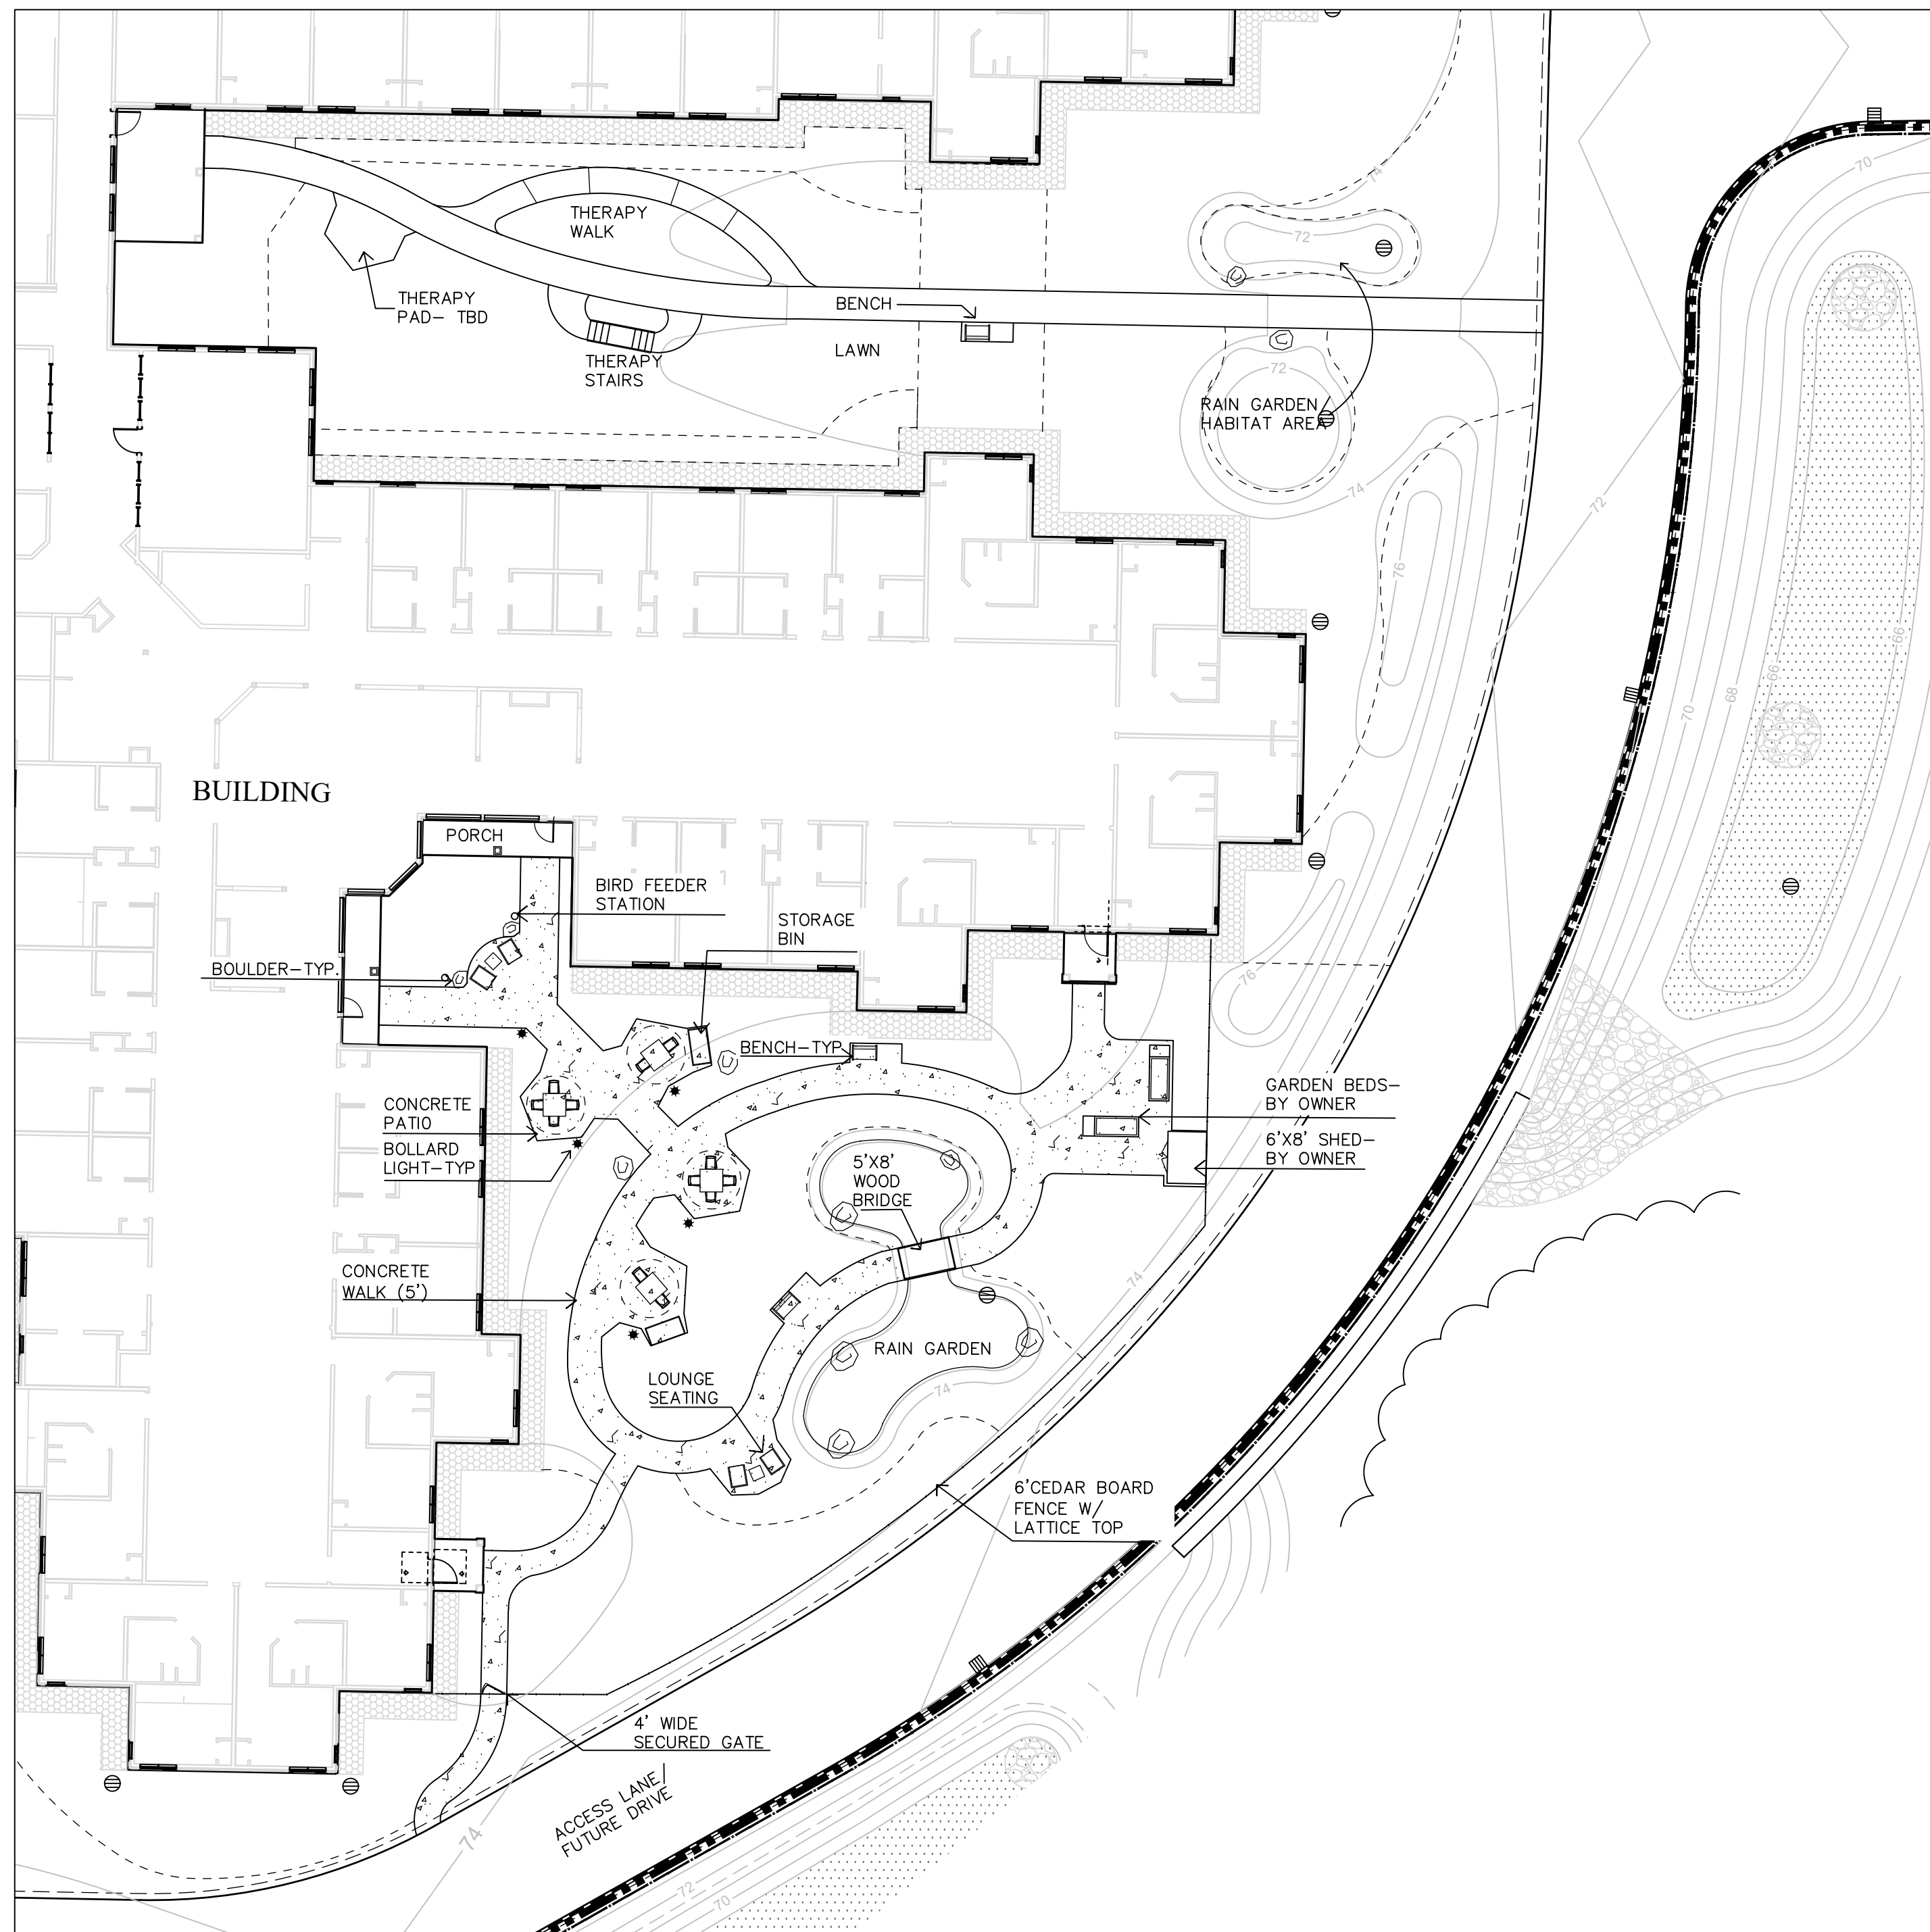 74
70
THERAPY
WALK
72
THERAPY
PAD- TBD
BENCH
LAWN
THERAPY
STAIRS
72
RAIN GARDEN/
HABITAT AREA
74
72
76
66
66
68
70
BUILDING
PORCH
BIRD FEEDER
STATION
STORAGE
BIN
BOULDER-TYP.
76
BENCH-TYP
GARDEN BEDS-
BY OWNER
CONCRETE
PATIO
6'X8' SHED-
BY OWNER
BOLLARD
LIGHT-TYP
5'X8'
WOOD
BRIDGE
CONCRETE
WALK (5')
74
RAIN GARDEN
LOUNGE
SEATING
74
6'CEDAR BOARD
FENCE W/
LATTICE TOP
4' WIDE
SECURED GATE
ACCESS LANE/
FUTURE DRIVE
74
72
70